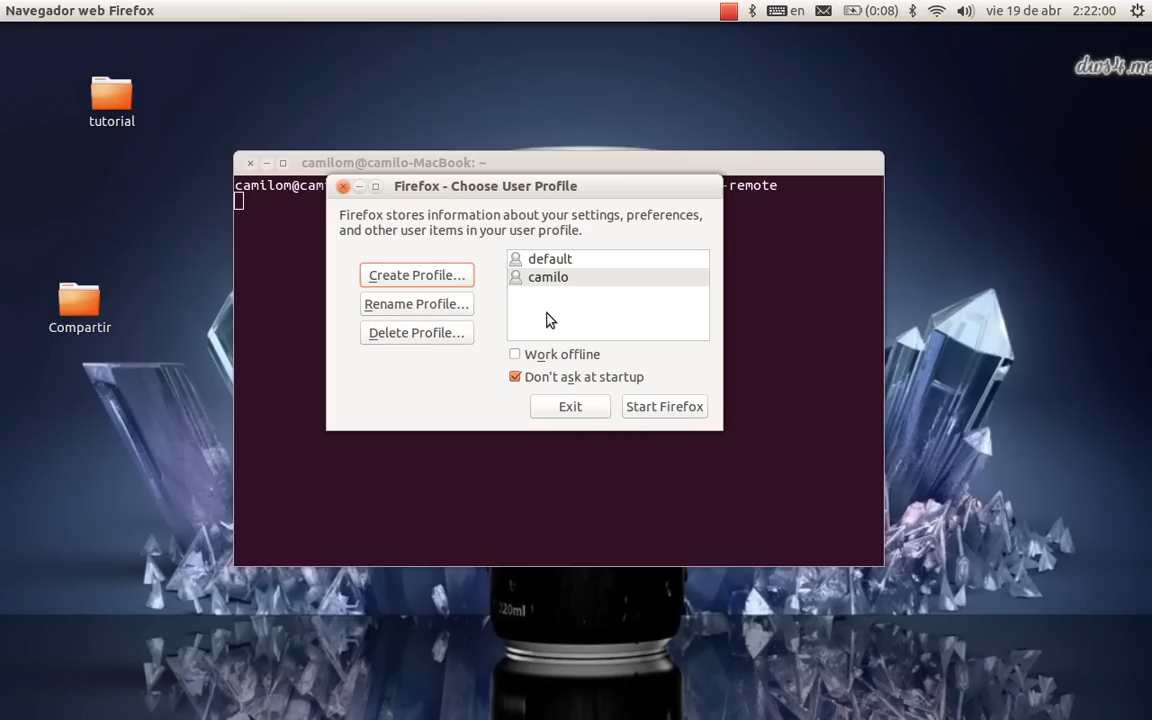 Navegador web Firefox
en
(0:08)
vie 19 de abr
2:22:00
dws4.me
tutorial
camilom@camilo-MacBook: ~
camilom@cam
-remote
Firefox - Choose User Profile
Firefox stores information about your settings, preferences,
and other user items in your user profile.
Create Profile...
Rename Profile...
Delete Profile...
default
camilo
Work offline
Don't ask at startup
Exit
Start Firefox
Compartir
220ml